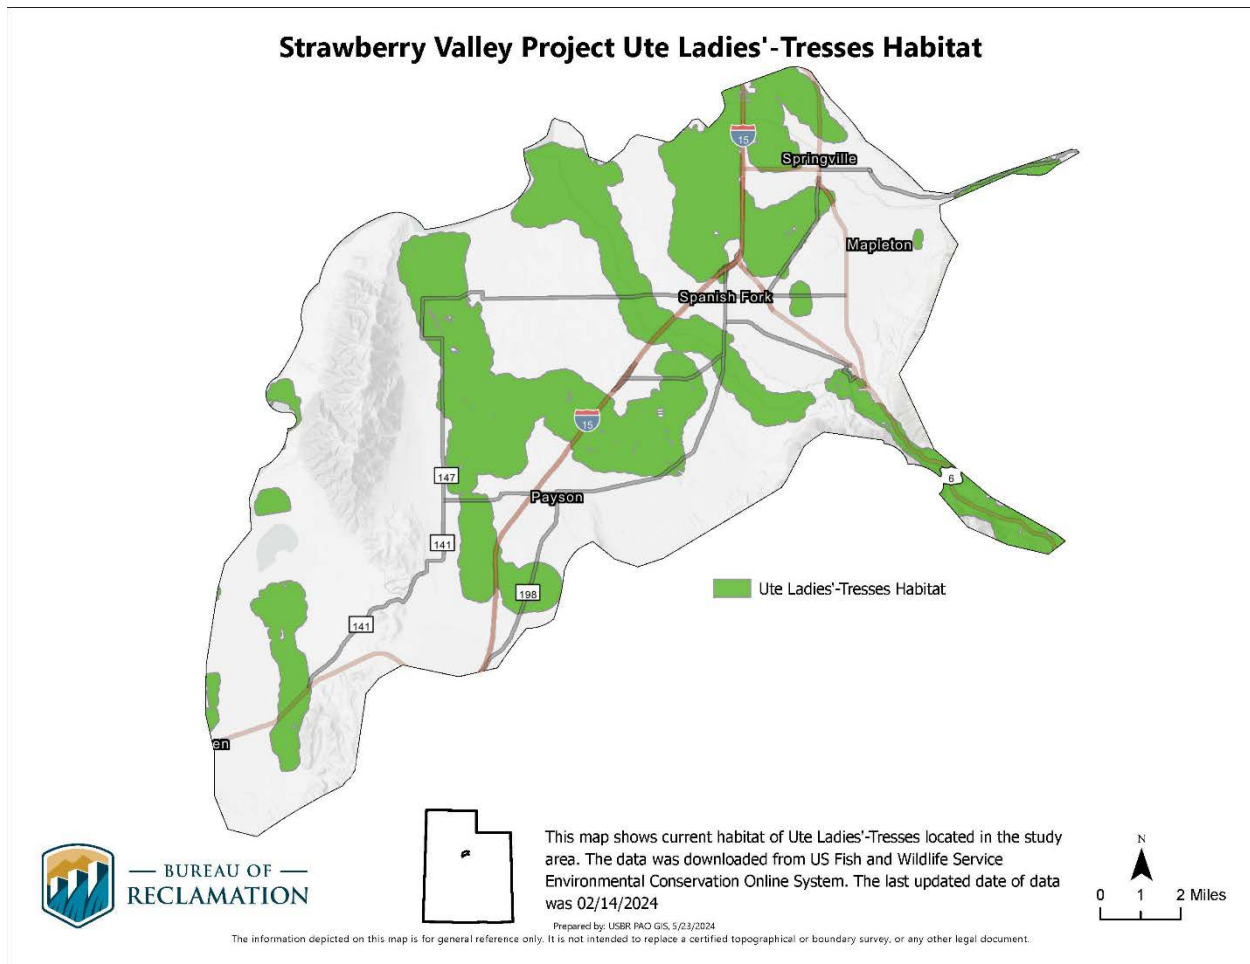 Strawberry Valley Project Ute Ladies'-Tresses Habitat
15
Springville
Mapleton
Spanish Fork
15
147
6
Payson
141
198
Ute Ladies'-Tresses Habitat
141
en
This map shows current habitat of Ute Ladies'-Tresses located in the study
area. The data was downloaded from US Fish and Wildlife Service
Environmental Conservation Online System. The last updated date of data
was 02/14/2024
N
0 1 2 Miles
BUREAU OF
RECLAMATION
Prepared by: USBR PAO GIS, 5/23/2024
The information depicted on this map is for general reference only. It is not intended to replace a certified topographical or boundary survey, or any other legal document.